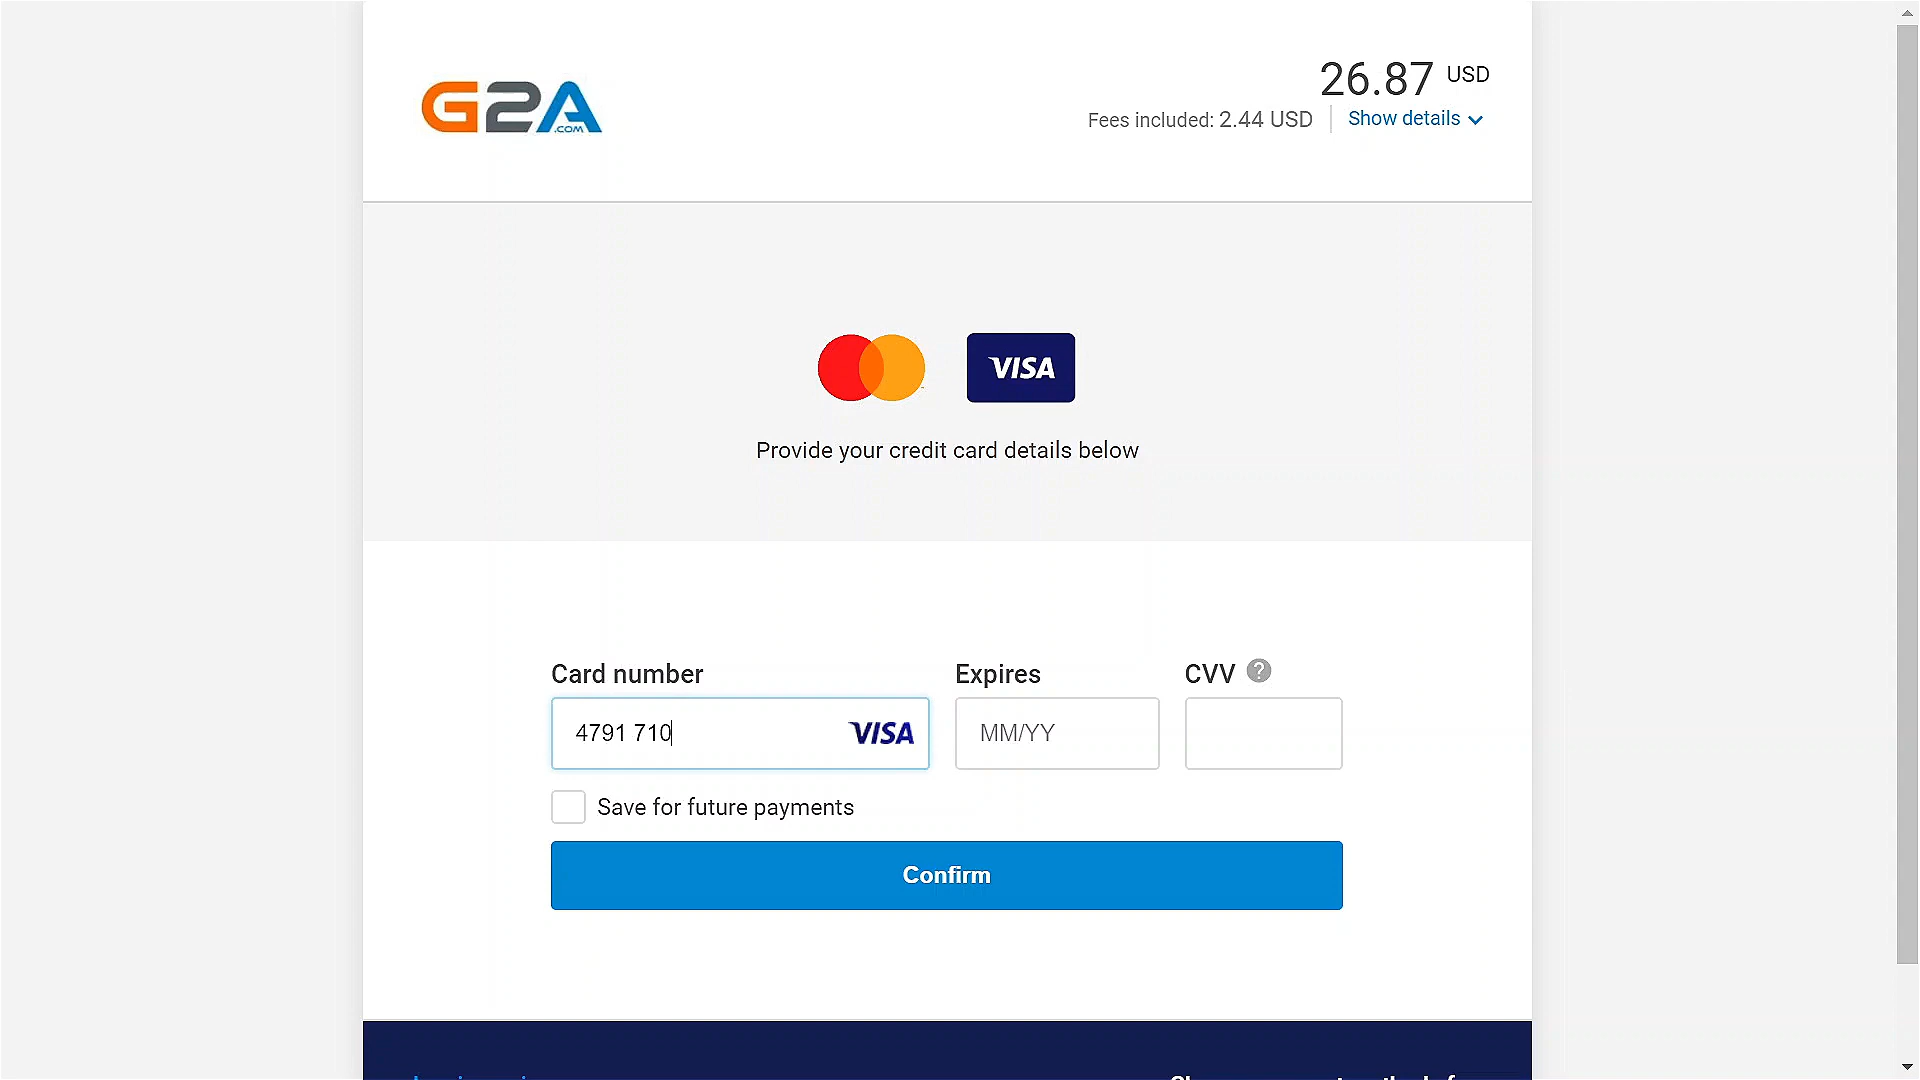 G2A
.COM
26.87 USD
Fees included: 2.44 USD
Show details
VISA
Provide your credit card details below
Card number
Expires
CVV ?
4791 710
VISA
MM/YY
Save for future payments
Confirm